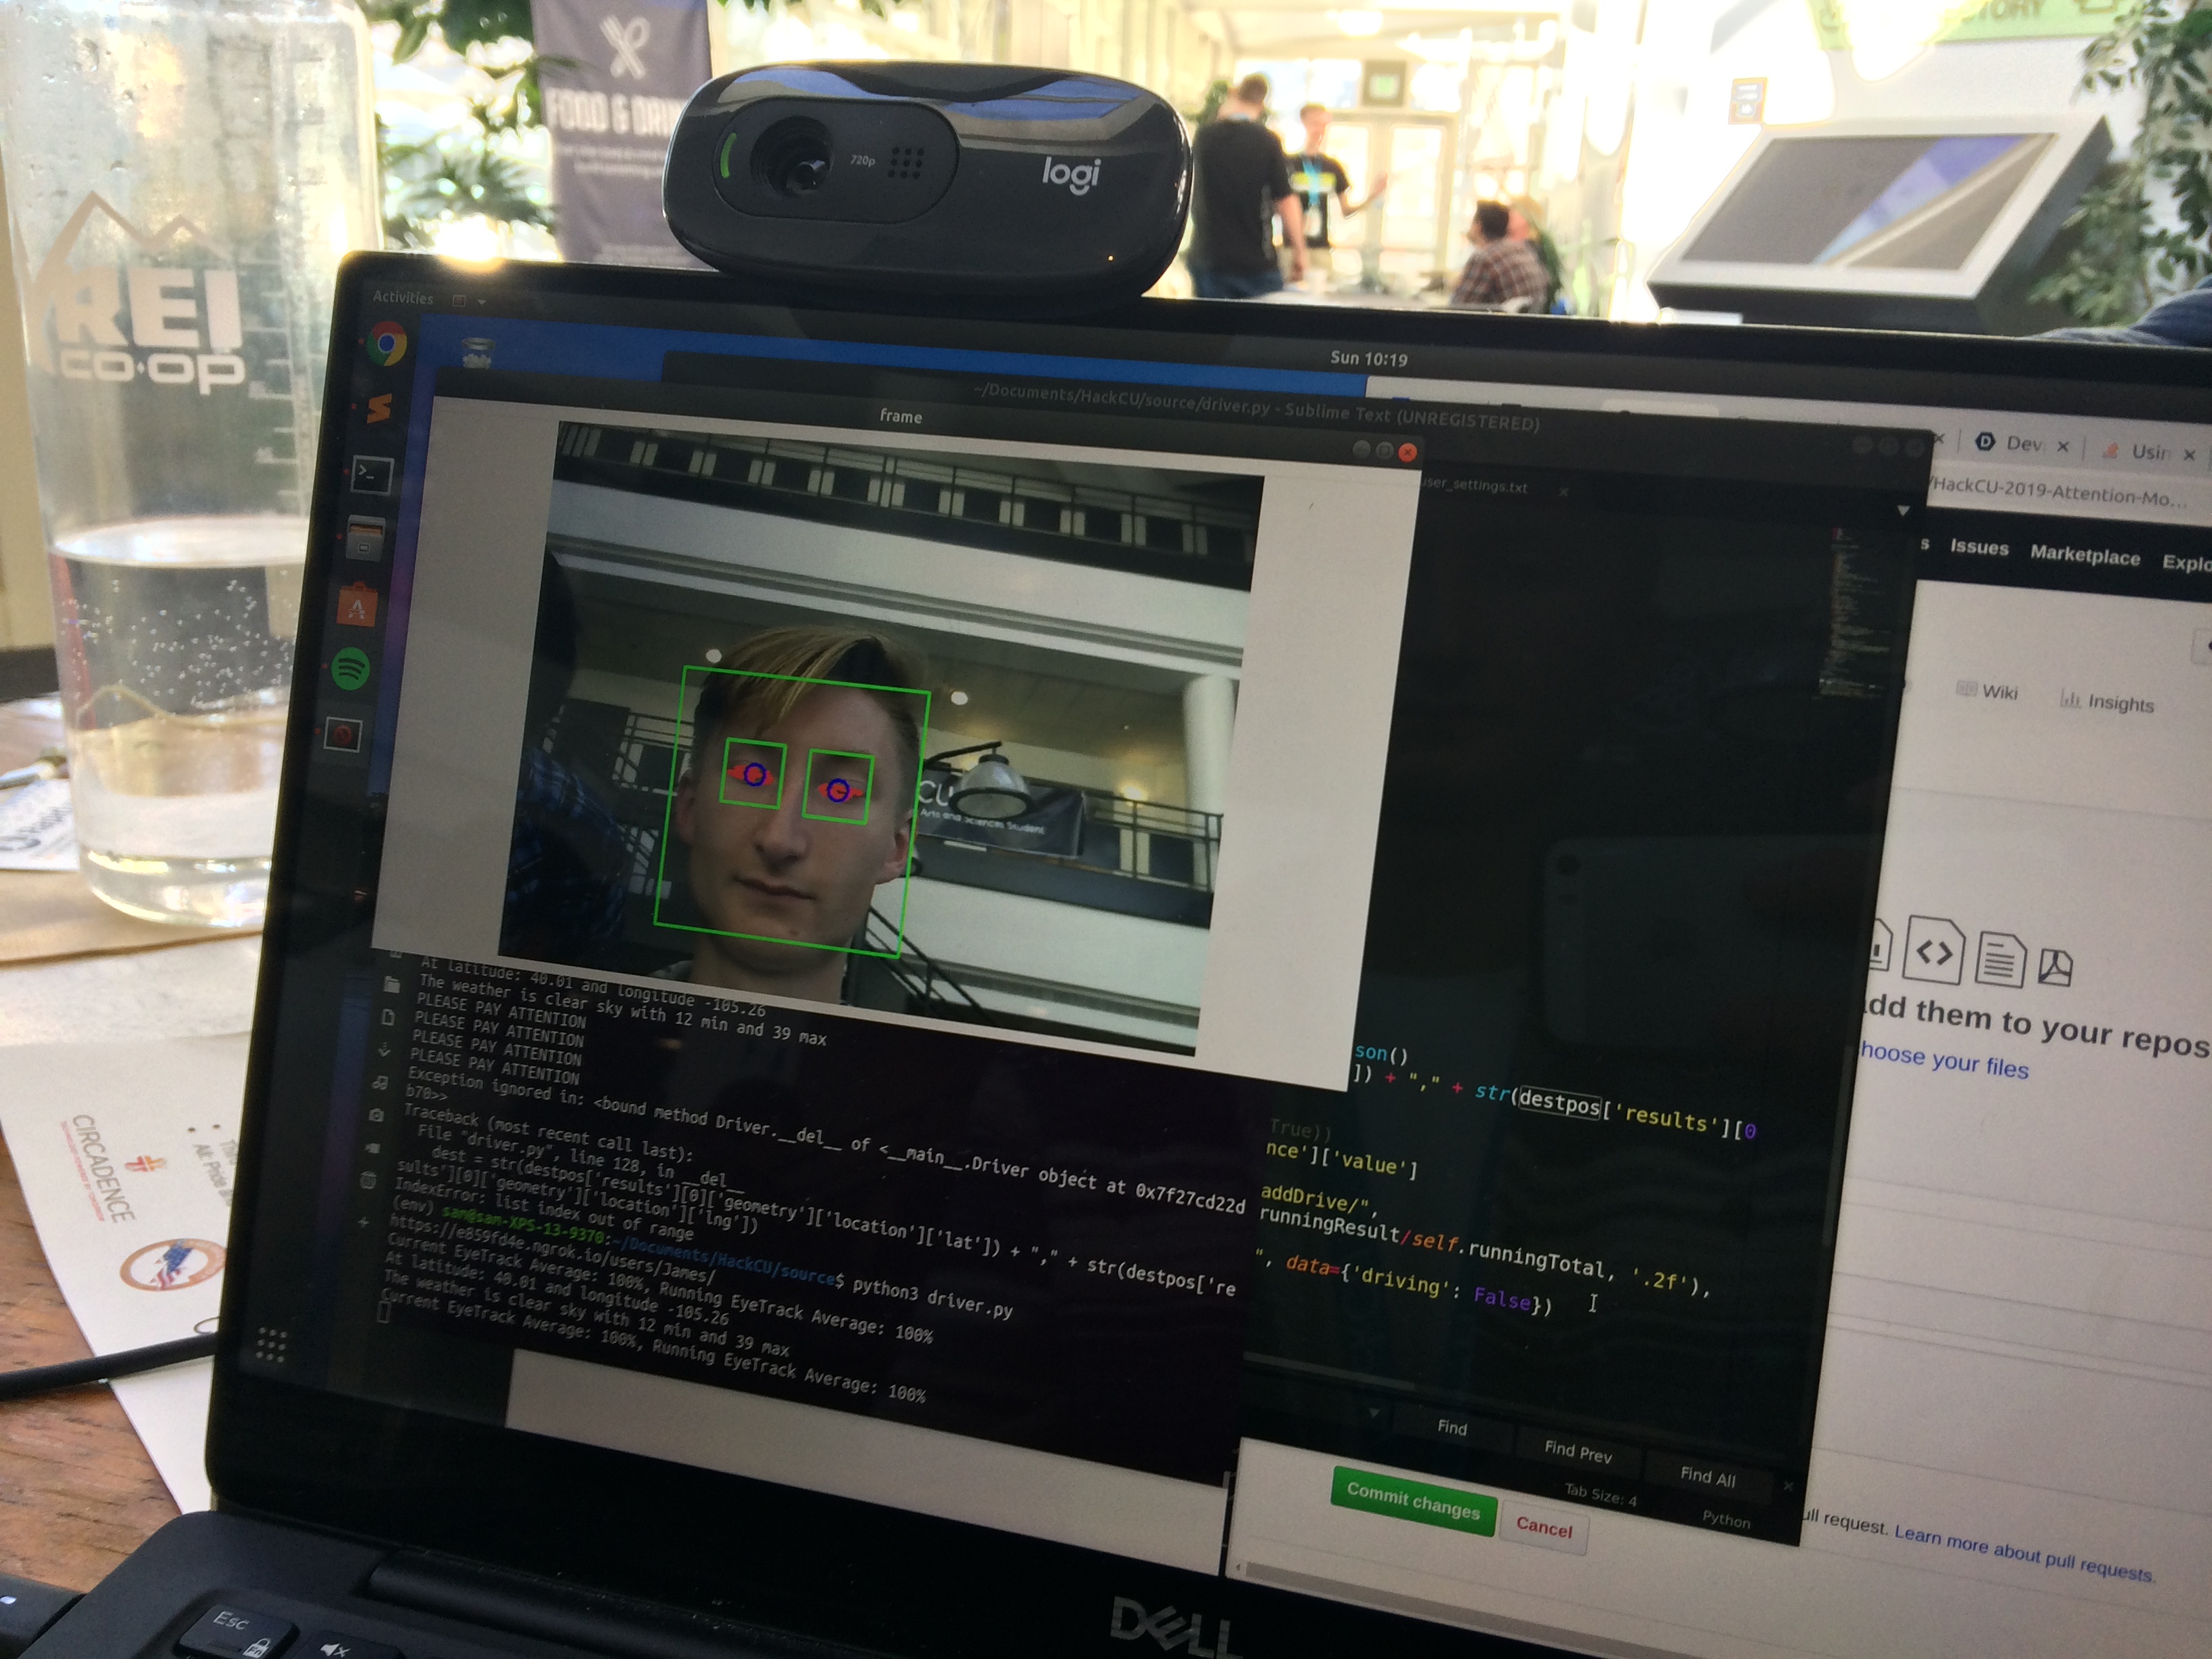 FOOD & DRI
720p
logi
REI
co·op
Activities
Sun 10:19
~/Documents/HackCU/source/driver.py - Sublime Text (UNREGISTERED)
frame
user_settings.txt
Dev
Usin
/HackCU-2019-Attention-Mo...
Issues Marketplace Explo
Wiki
Insights
CU
Arts and Sciences Student
dd them to your repos
hoose your files
At latitude: 40.01 and longitude -105.26
The weather is clear sky with 12 min and 39 max
PLEASE PAY ATTENTION
PLEASE PAY ATTENTION
PLEASE PAY ATTENTION
PLEASE PAY ATTENTION
Exception ignored in: <bound method Driver.__del__ of <__main__.Driver object at 0x7f27cd22d
b70>>
Traceback (most recent call last):
File "driver.py", line 128, in __del__
dest = str(destpos['results'][0]['geometry']['location']['lat']) + "," + str(destpos['re
sults'][0]['geometry']['location']['lng'])
IndexError: list index out of range
(env) sam@sam-XPS-13-9370:~/Documents/HackCU/source$ python3 driver.py
https://e859fd4e.ngrok.io/users/James/
Current EyeTrack Average: 100%, Running EyeTrack Average: 100%
At latitude: 40.01 and longitude -105.26
The weather is clear sky with 12 min and 39 max
Current EyeTrack Average: 100%, Running EyeTrack Average: 100%
son()
]) + "," + str(destpos['results'][0
True))
nce']['value']
addDrive/",
runningResult/self.runningTotal, '.2f'),
", data={'driving': False})
Find
Find Prev
Find All
Tab Size: 4
Python
Commit changes
Cancel
ull request. Learn more about pull requests.
CIRCADENCE
DELL
Esc